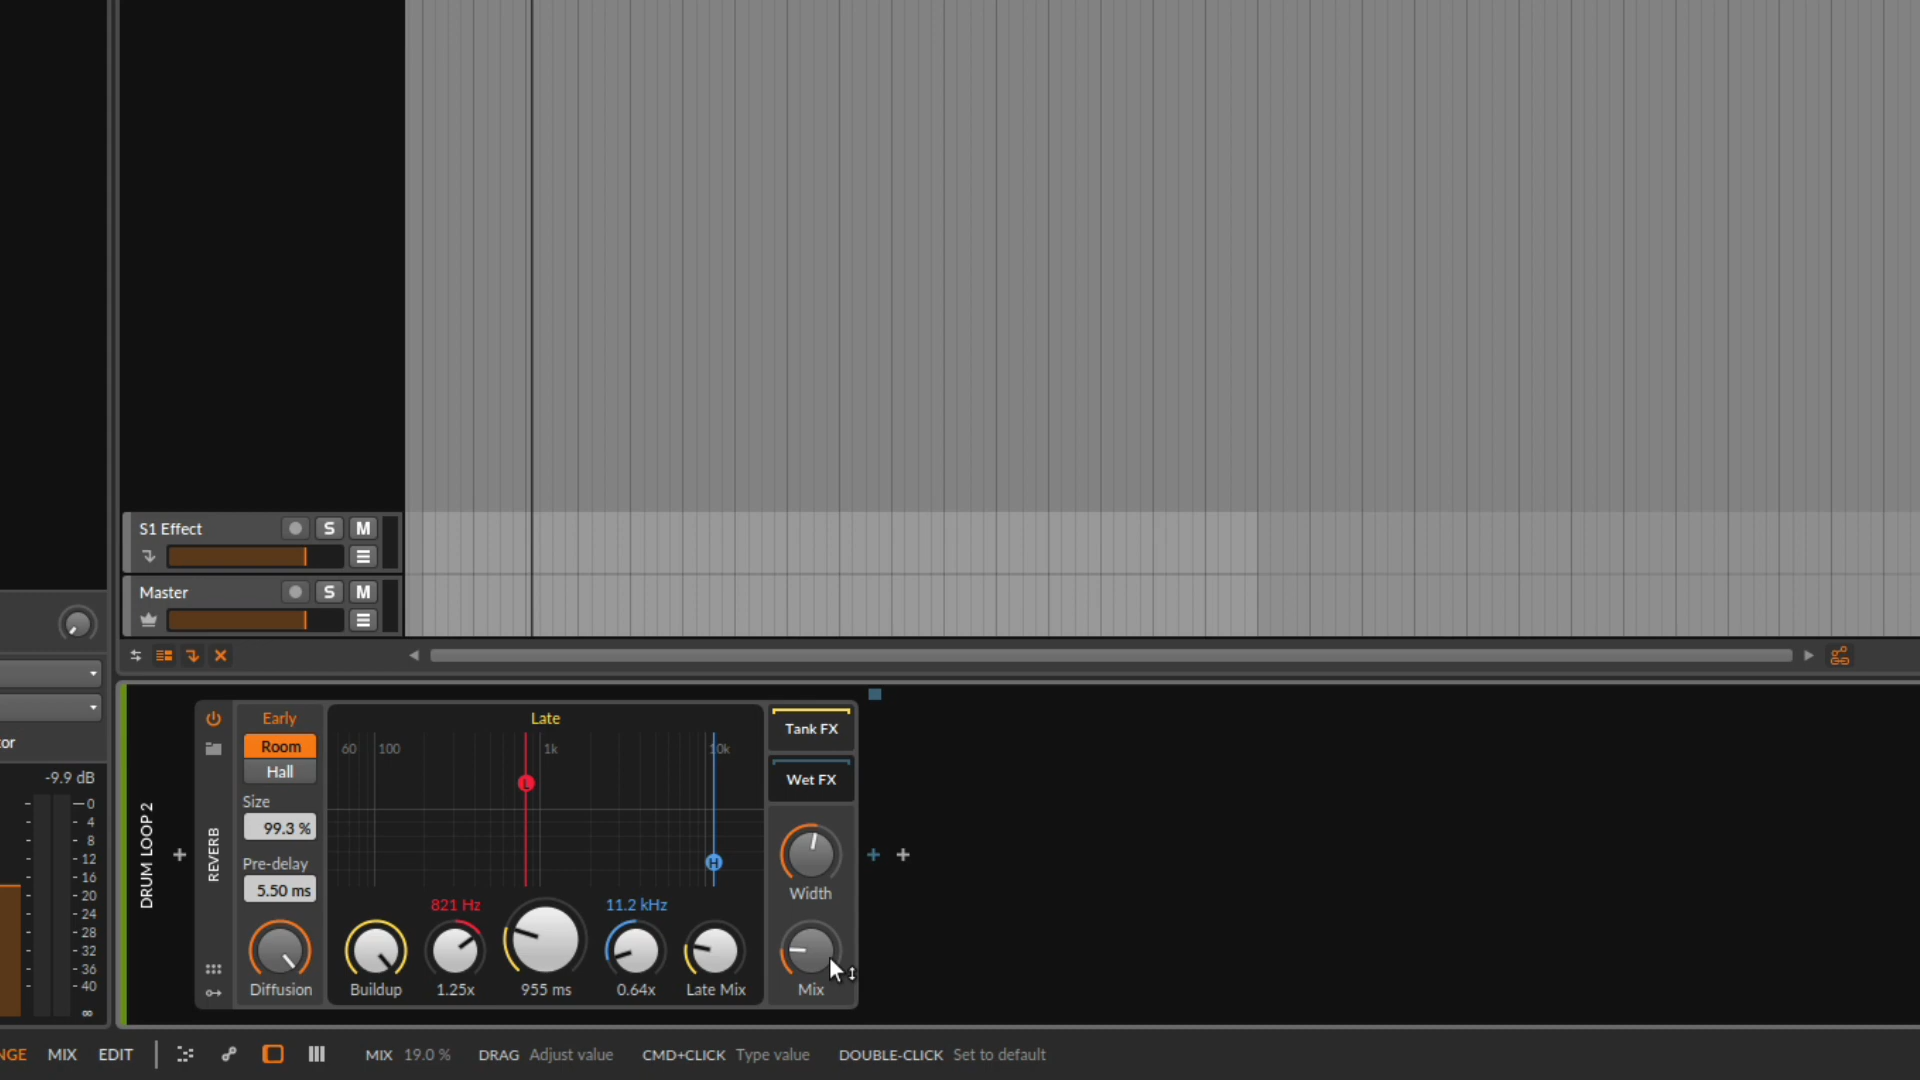 S1 Effect
S M
Master
S M
or
-9.9 dB
0
4
8
12
16
20
24
28
32
36
40
∞
DRUM LOOP 2
REVERB
Early
Room
Hall
Size
99.3 %
Pre-delay
5.50 ms
Diffusion
Late
60 100 1k 10k
L
H
821 Hz 11.2 kHz
Buildup 1.25x 955 ms 0.64x Late Mix
Tank FX
Wet FX
Width
Mix
NGE MIX EDIT MIX 19.0 % DRAG Adjust value CMD+CLICK Type value DOUBLE-CLICK Set to default